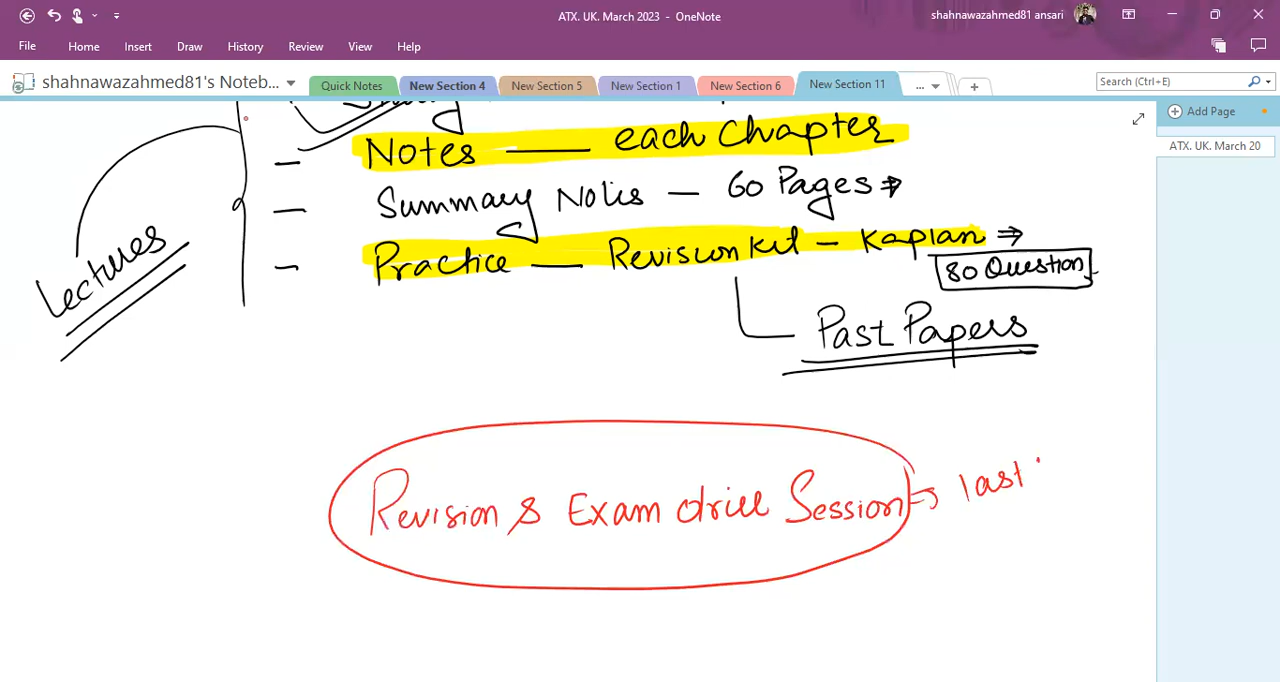 ATX. UK. March 2023 - OneNote
shahnawazahmed81 ansari
File Home Insert Draw History Review View Help
shahnawazahmed81's Noteb...
Quick Notes
New Section 4
New Section 5
New Section 1
New Section 6
New Section 11
...
Search (Ctrl+E)
Add Page
ATX. UK. March 20
Notes — each Chapter
Summary Notes — 60 Pages ⇒
Practice — Revision kit — Kaplan ⇒
80 Question
Past Papers
Lectures
Revision & Exam drill Session → last